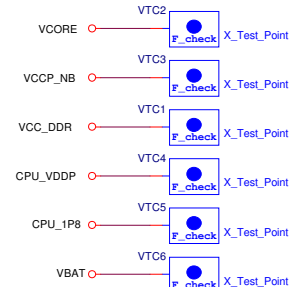 VTC2
VCORE
F_check
X_Test_Point
VTC3
VCCP_NB
F_check
X_Test_Point
VTC1
VCC_DDR
F_check
X_Test_Point
VTC4
CPU_VDDP
F_check
X_Test_Point
VTC5
CPU_1P8
F_check
X_Test_Point
VTC6
VBAT
F_check
X_Test_Point